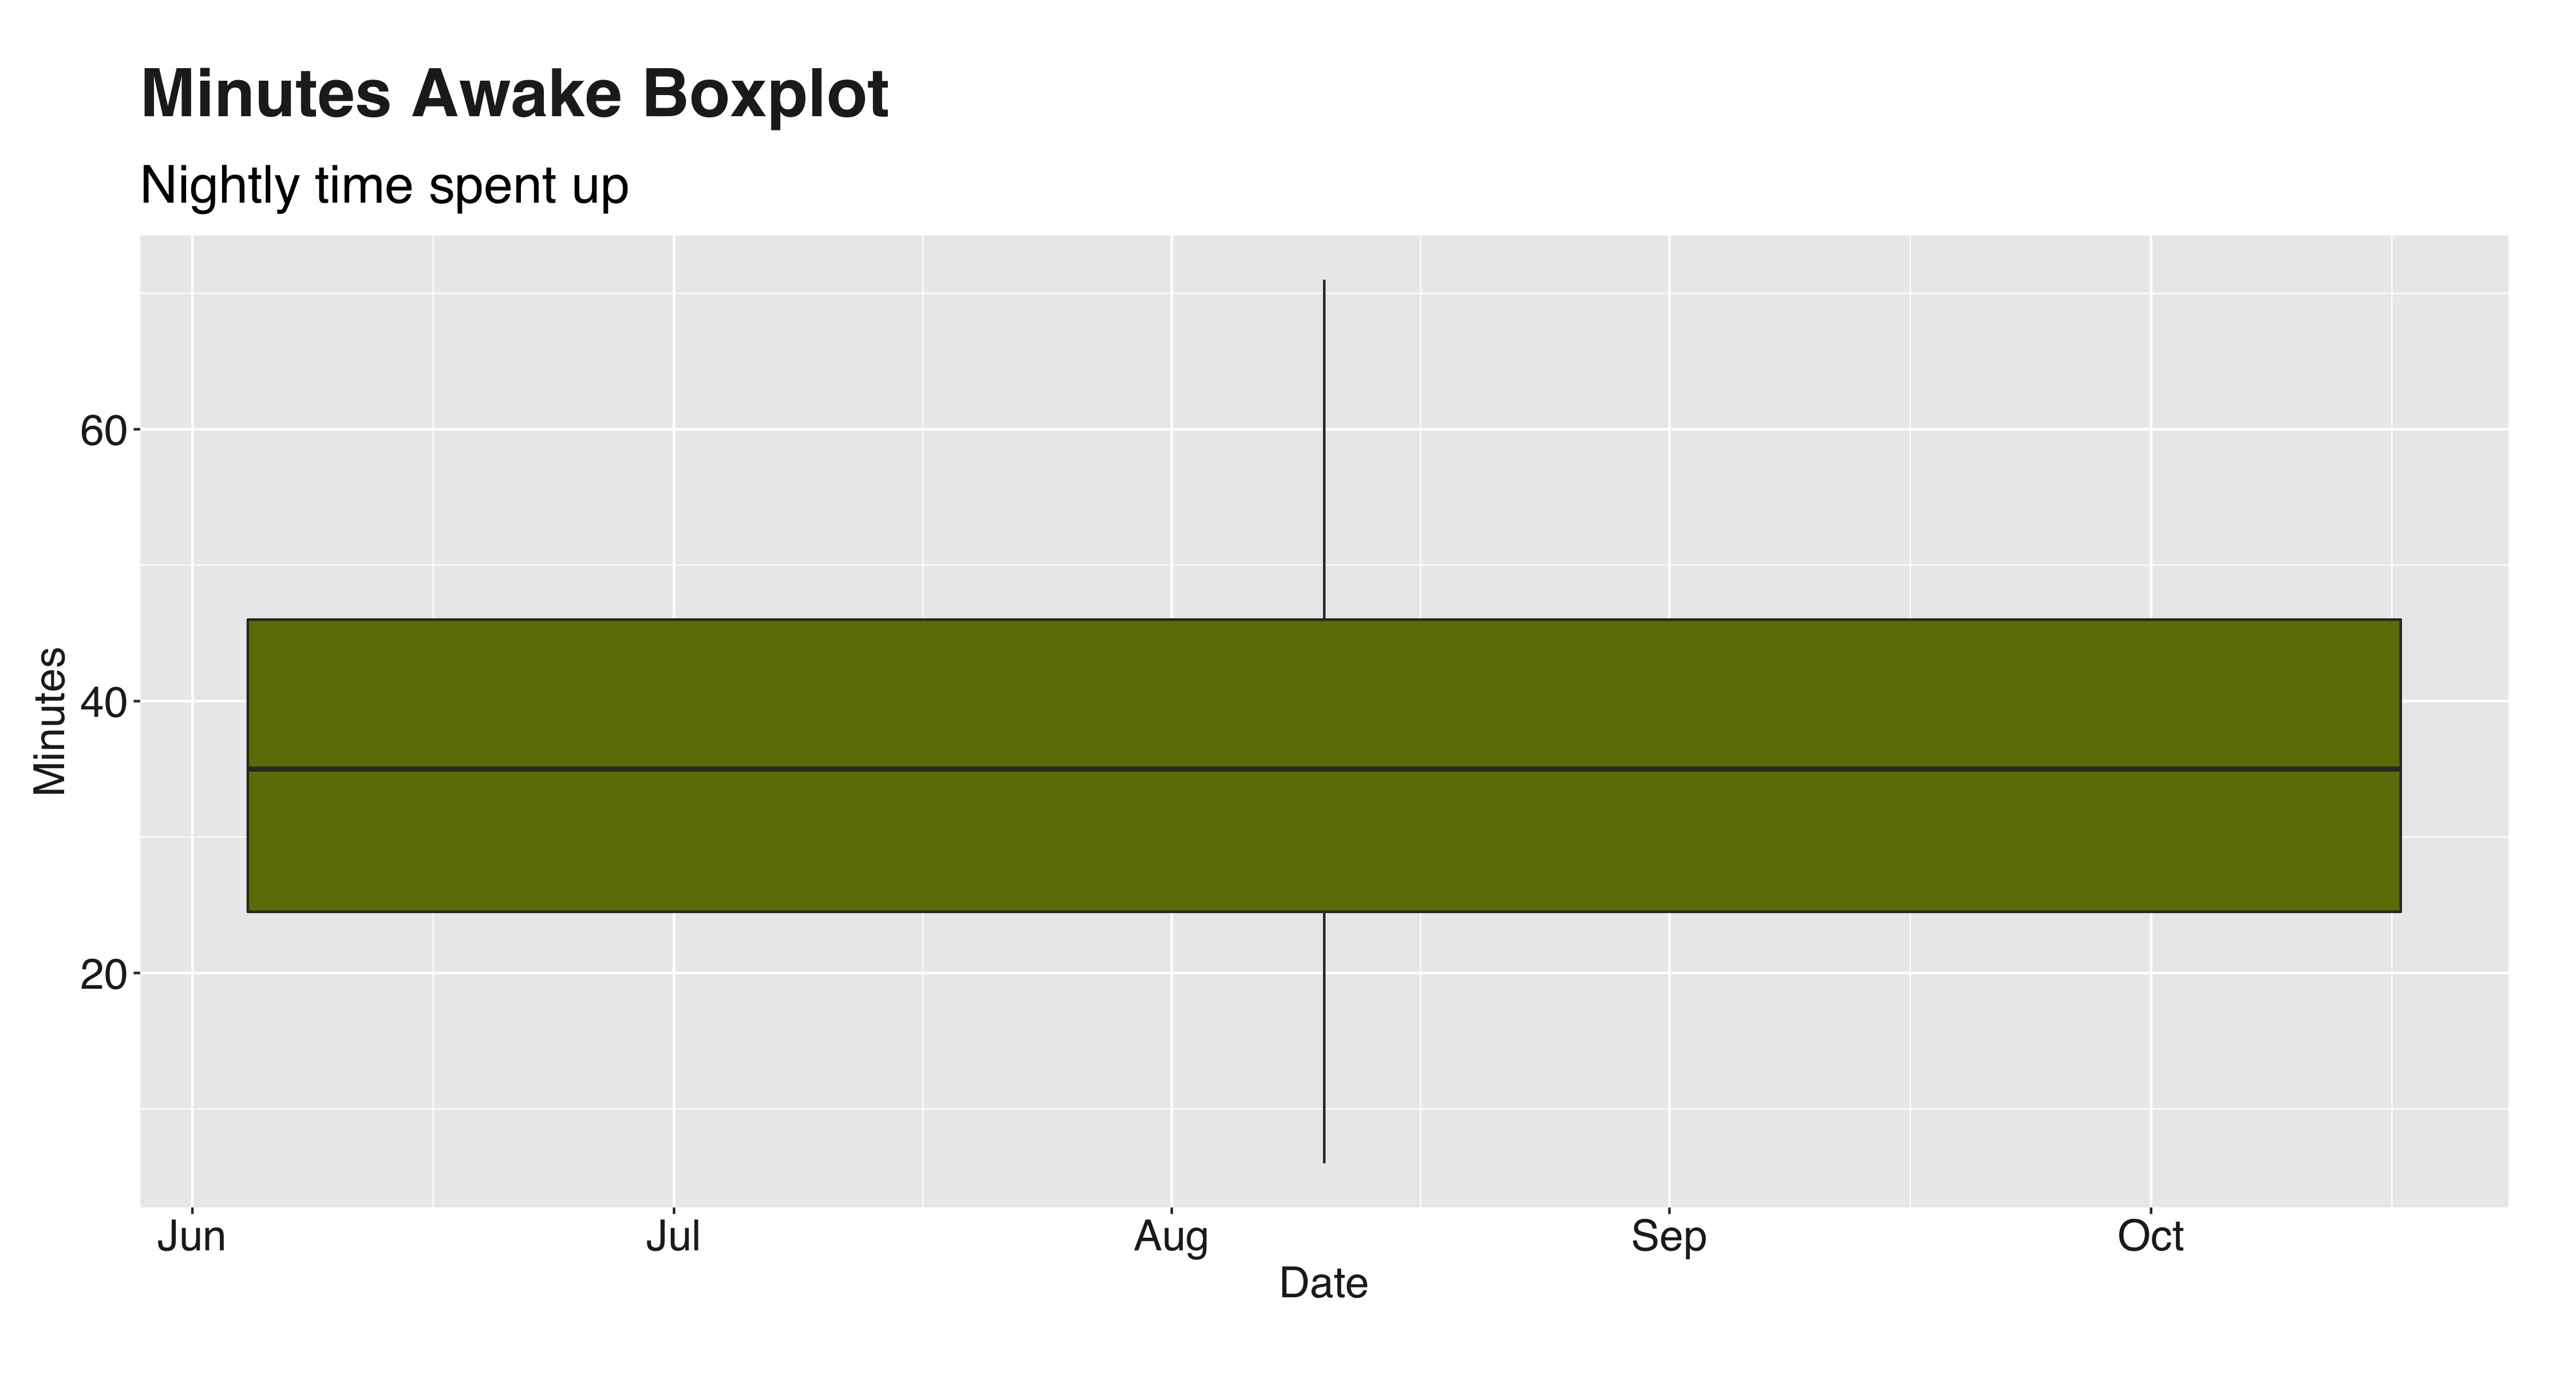 Minutes Awake Boxplot
Nightly time spent up
Minutes
60
40
20
Jun Jul Aug Sep Oct
Date